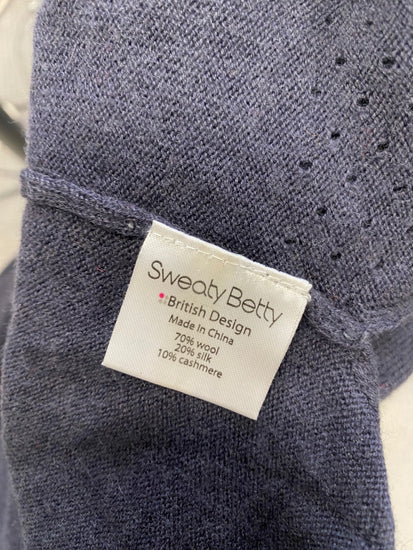 Sweaty Betty
British Design
Made in China
70% wool
20% silk
10% cashmere